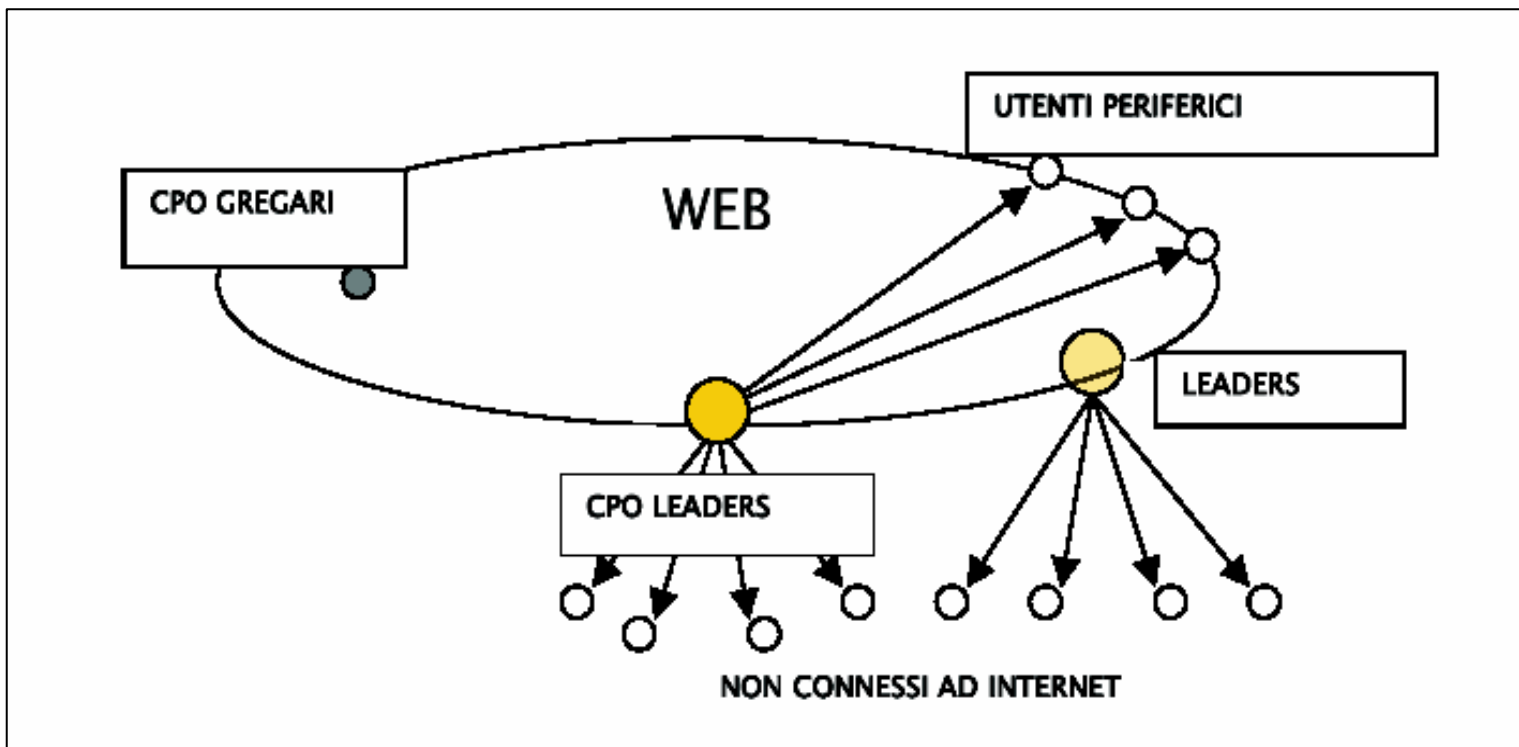 UTENTI PERIFERICI
CPO GREGARI
WEB
LEADERS
CPO LEADERS
NON CONNESSI AD INTERNET